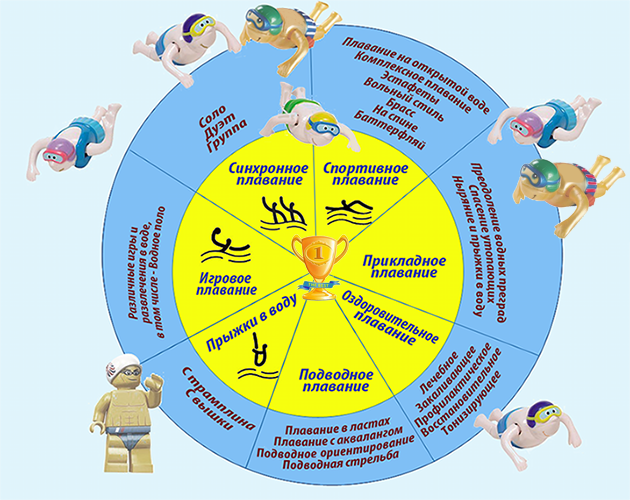 Соло
Дуэт
Группа
Синхронное
плавание
Плавание на открытой воде
Комплексное плавание
Эстафеты
Вольный стиль
Брасс
На спине
Баттерфляй
Спортивное
плавание
Преодоление водных преград
Спасение утопающих
Ныряние и прыжки в воду
Прикладное
плавание
1
Оздоровительное
плавание
Лечебное
Закаливающее
Профилактическое
Восстановительное
Тонизирующее
Подводное
плавание
Плавание в ластах
Плавание с аквалангом
Подводное ориентирование
Подводная стрельба
Прыжки в воду
С трамплина
С вышки
Игровое
плавание
Различные игры и
развлечения в воде,
в том числе - Водное поло